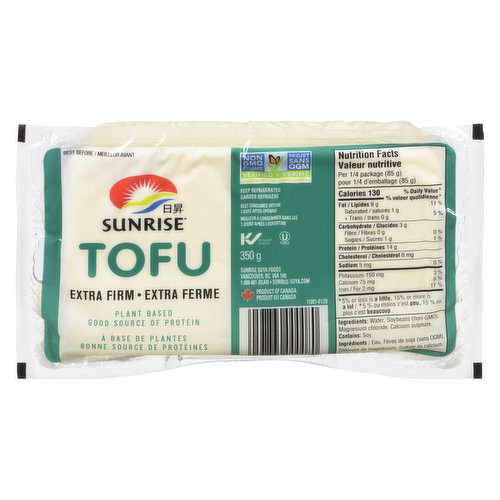 BEST BEFORE / MEILLEUR AVANT
日昇
SUNRISE
TOFU
EXTRA FIRM • EXTRA FERME
PLANT BASED
GOOD SOURCE OF PROTEIN
À BASE DE PLANTES
BONNE SOURCE DE PROTÉINES
NON
GMO
Project
VERIFIED
PROJET
SANS
OGM
VÉRIFIÉ
KEEP REFRIGERATED
GARDER RÉFRIGÉRÉ
BEST CONSUMED WITHIN
3 DAYS AFTER OPENING
MEILLEUR À CONSOMMER DANS LES
3 JOURS APRÈS L'OUVERTURE
350 g
SUNRISE SOYA FOODS
VANCOUVER, BC V6A 1X5
SUNRISE-SOYA.COM
PRODUCT OF CANADA
PRODUIT DU CANADA
Nutrition Facts
Valeur nutritive
Per 1/4 package (85 g)
pour 1/4 d'emballage (85 g)
Calories 130
% Daily Value*
% valeur quotidienne*
Fat / Lipides 8 g 11 %
Saturated / saturés 1 g
+ Trans / trans 0 g 5 %
Carbohydrate / Glucides 3 g
Fibre / Fibres 0 g 0 %
Sugars / Sucres 1 g 1 %
Protein / Protéines 14 g
Cholesterol / Cholestérol 0 mg
Sodium 5 mg 0 %
Potassium 150 mg 3 %
Calcium 75 mg 6 %
Iron / Fer 2 mg 11 %
* 5% or less is a little, 15% or more is
a lot / * 5 % ou moins c'est peu, 15 % ou
plus c'est beaucoup
Ingredients: Water, Soybeans (non-GMO),
Magnesium chloride, Calcium sulphate.
Contains: Soy.
Ingrédients : Eau, Fèves de soja (sans OGM),
Chlorure de magnésium, Sulfate de calcium